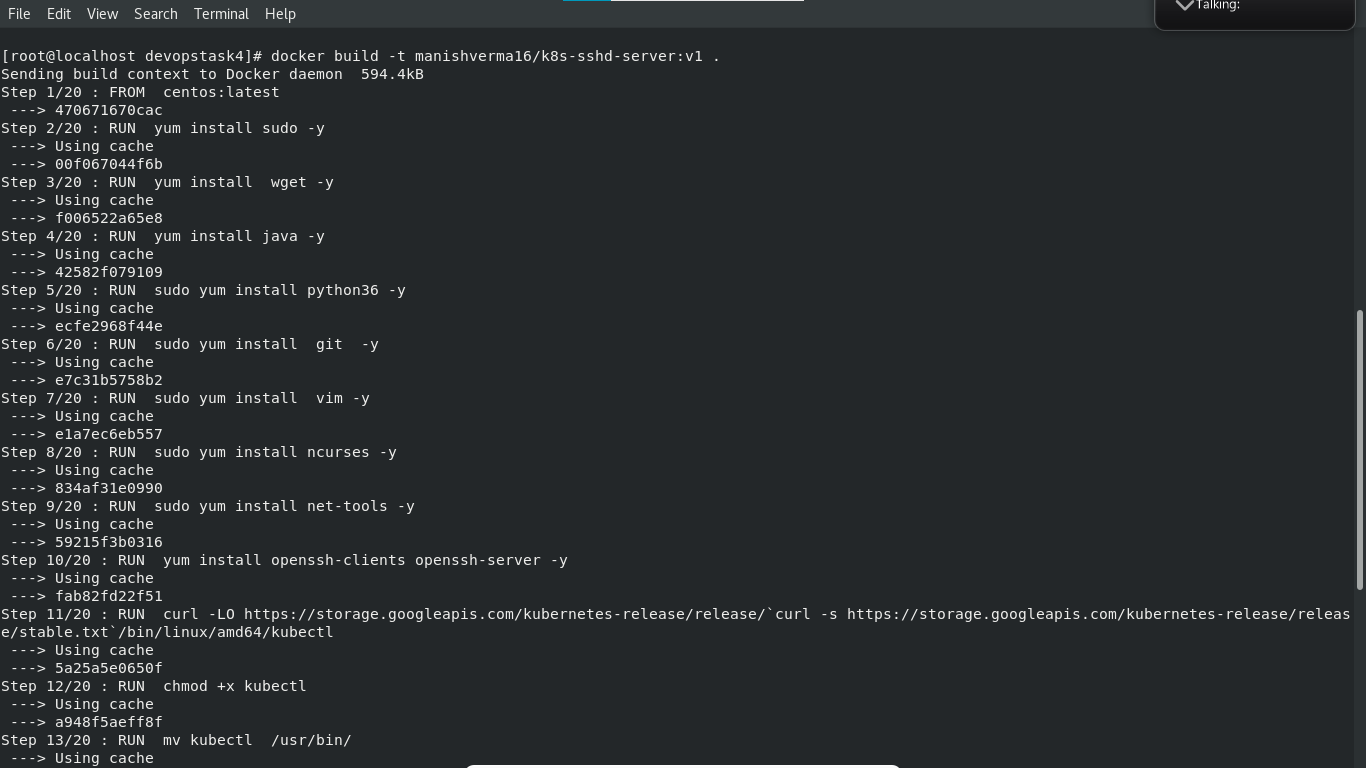 File Edit View Search Terminal Help
Talking:
[root@localhost devopstask4]# docker build -t manishverma16/k8s-sshd-server:v1 .
Sending build context to Docker daemon  594.4kB
Step 1/20 : FROM  centos:latest
 ---> 470671670cac
Step 2/20 : RUN  yum install sudo -y
 ---> Using cache
 ---> 00f067044f6b
Step 3/20 : RUN  yum install  wget -y
 ---> Using cache
 ---> f006522a65e8
Step 4/20 : RUN  yum install java -y
 ---> Using cache
 ---> 42582f079109
Step 5/20 : RUN  sudo yum install python36 -y
 ---> Using cache
 ---> ecfe2968f44e
Step 6/20 : RUN  sudo yum install  git  -y
 ---> Using cache
 ---> e7c31b5758b2
Step 7/20 : RUN  sudo yum install  vim -y
 ---> Using cache
 ---> e1a7ec6eb557
Step 8/20 : RUN  sudo yum install ncurses -y
 ---> Using cache
 ---> 834af31e0990
Step 9/20 : RUN  sudo yum install net-tools -y
 ---> Using cache
 ---> 59215f3b0316
Step 10/20 : RUN  yum install openssh-clients openssh-server -y
 ---> Using cache
 ---> fab82fd22f51
Step 11/20 : RUN  curl -LO https://storage.googleapis.com/kubernetes-release/release/`curl -s https://storage.googleapis.com/kubernetes-release/releas
e/stable.txt`/bin/linux/amd64/kubectl
 ---> Using cache
 ---> 5a25a5e0650f
Step 12/20 : RUN  chmod +x kubectl
 ---> Using cache
 ---> a948f5aeff8f
Step 13/20 : RUN  mv kubectl  /usr/bin/
 ---> Using cache